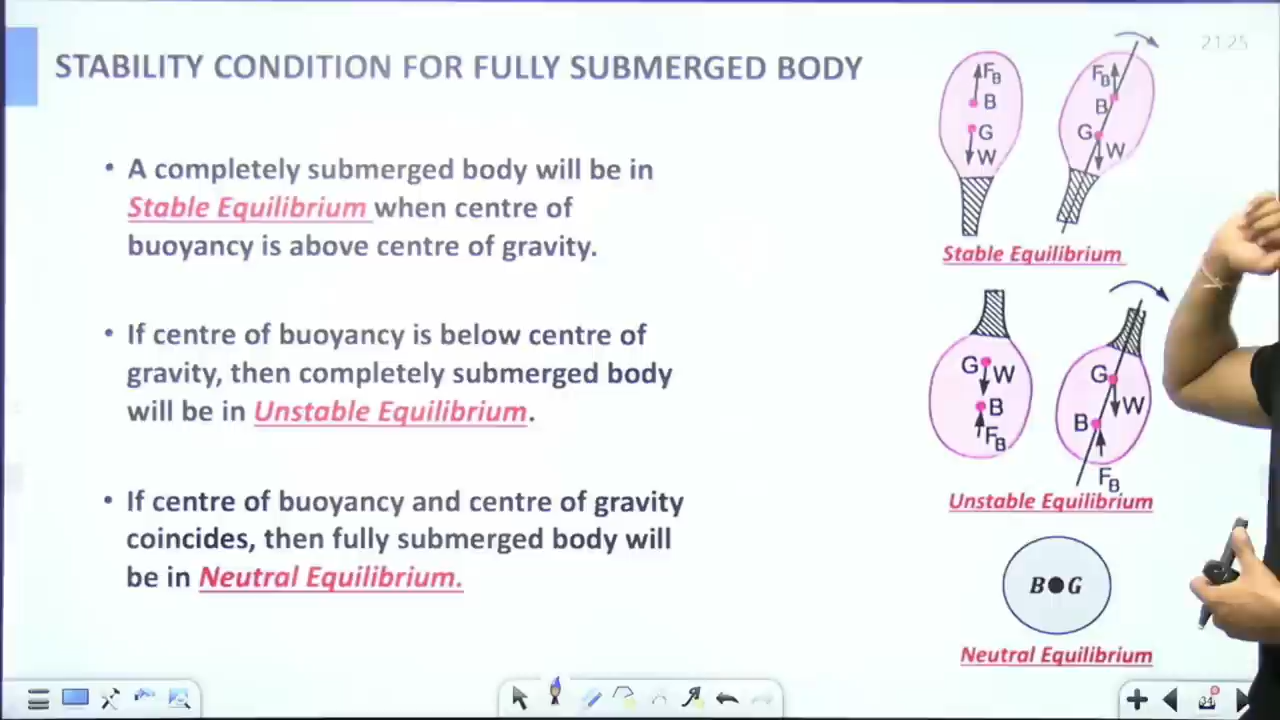 STABILITY CONDITION FOR FULLY SUBMERGED BODY
21:25
• A completely submerged body will be in
Stable Equilibrium when centre of
buoyancy is above centre of gravity.
• If centre of buoyancy is below centre of
gravity, then completely submerged body
will be in Unstable Equilibrium.
• If centre of buoyancy and centre of gravity
coincides, then fully submerged body will
be in Neutral Equilibrium.
FB
B
G
W
FB
B
G
W
Stable Equilibrium
G W
B
FB
G
W
B
FB
Unstable Equilibrium
B G
Neutral Equilibrium